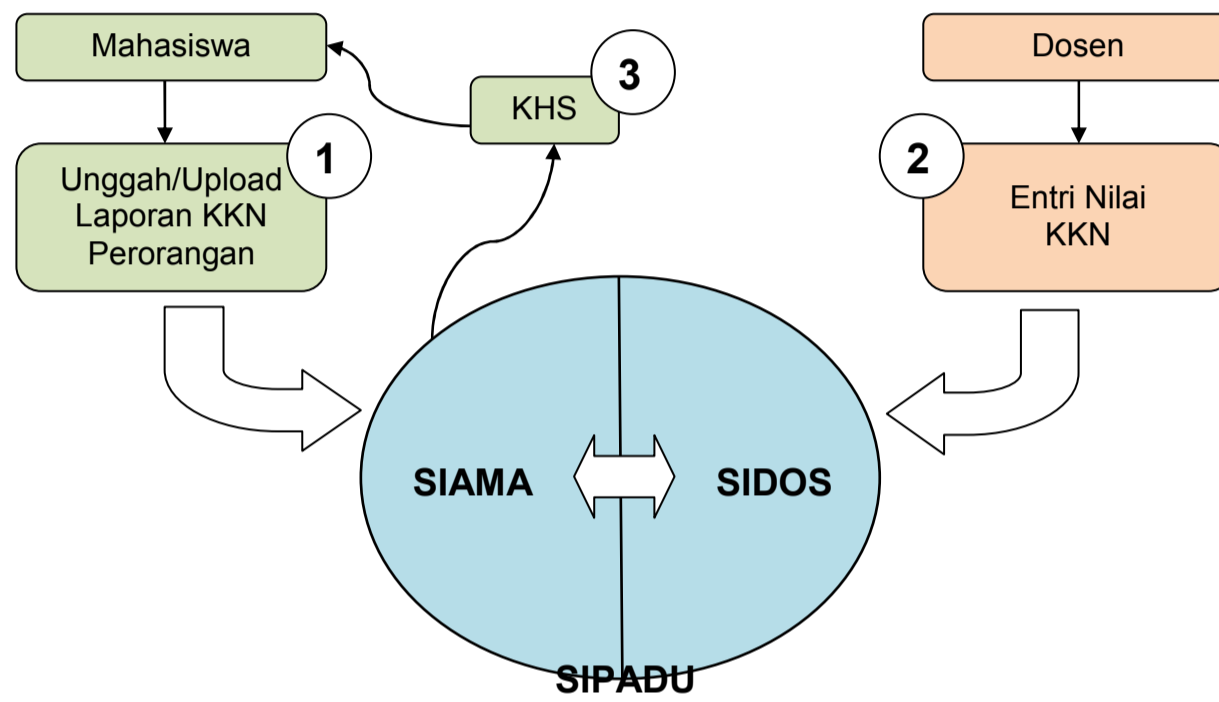 Mahasiswa
Dosen
KHS
3
1
Unggah/Upload
Laporan KKN
Perorangan
2
Entri Nilai
KKN
SIAMA
SIDOS
SIPADU